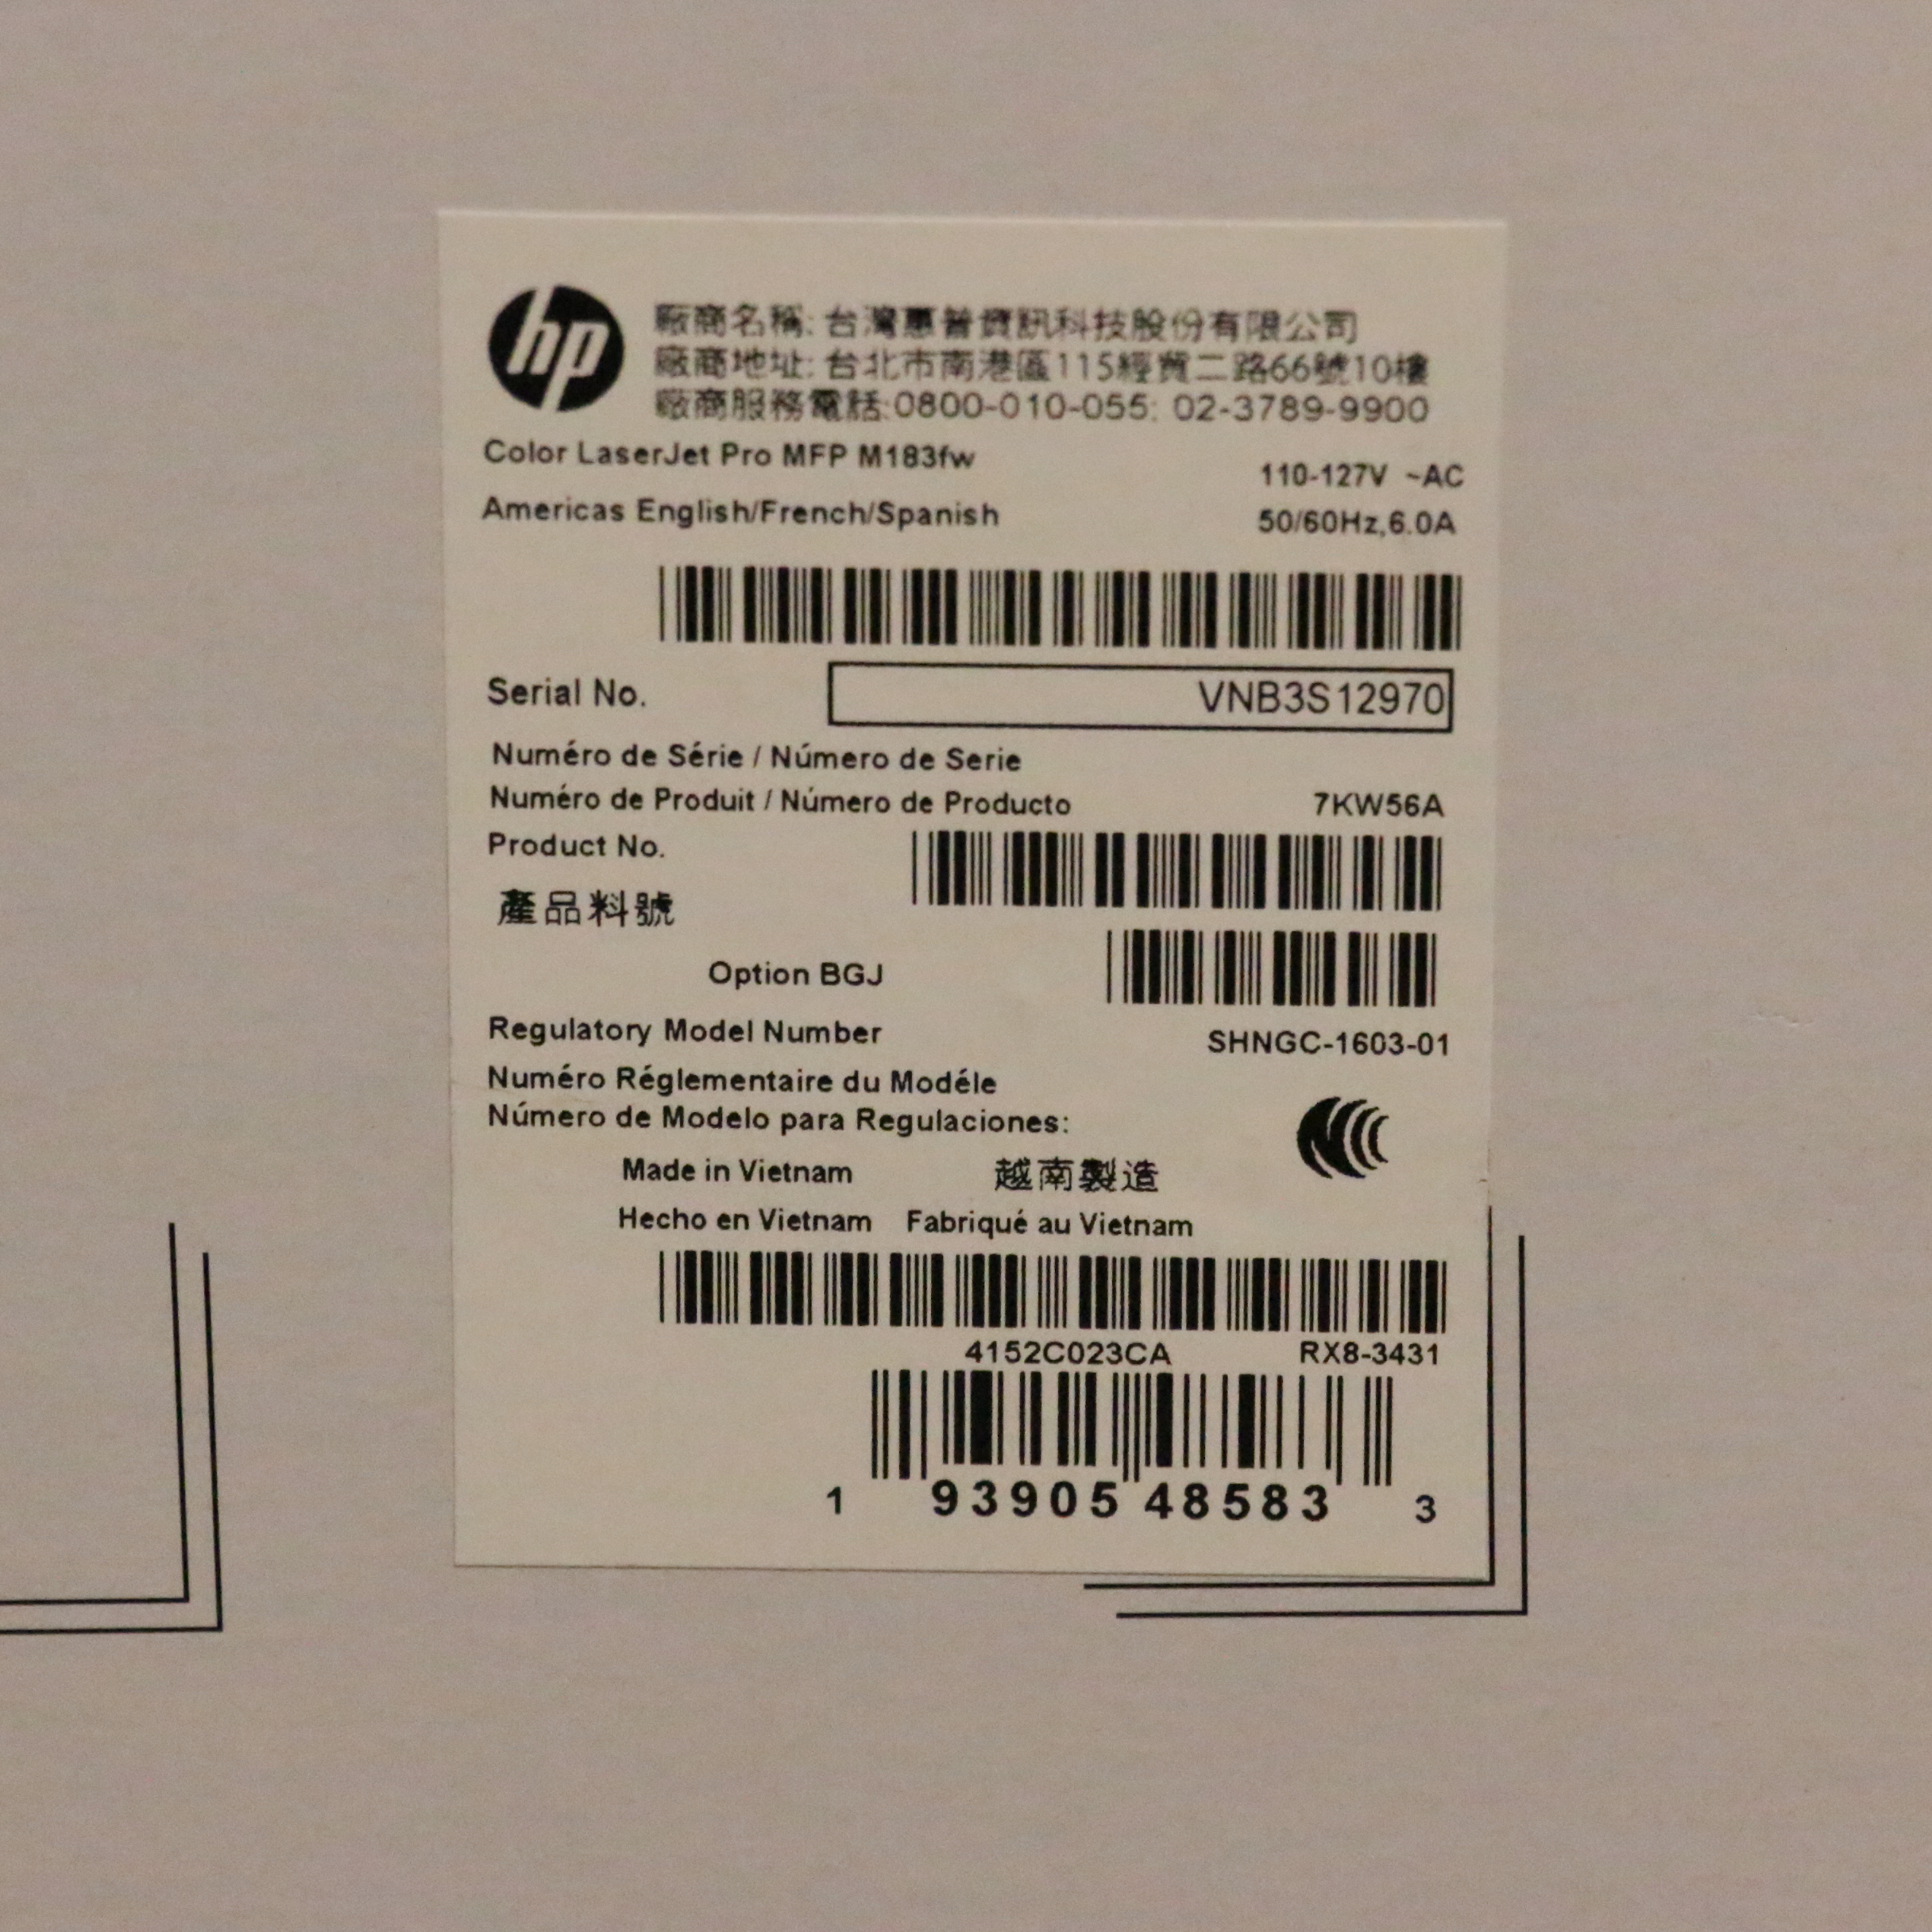 hp
廠商名稱: 台灣惠普資訊科技股份有限公司
廠商地址: 台北市南港區115經貿二路66號10樓
廠商服務電話:0800-010-055: 02-3789-9900
Color LaserJet Pro MFP M183fw
110-127V ~AC
Americas English/French/Spanish
50/60Hz,6.0A
Serial No. VNB3S12970
Numéro de Série / Número de Serie
Numéro de Produit / Número de Producto 7KW56A
Product No.
產品料號
Option BGJ
Regulatory Model Number SHNGC-1603-01
Numéro Réglementaire du Modéle
Número de Modelo para Regulaciones:
Made in Vietnam 越南製造
Hecho en Vietnam Fabriqué au Vietnam
4152C023CA RX8-3431
1 93905 48583 3